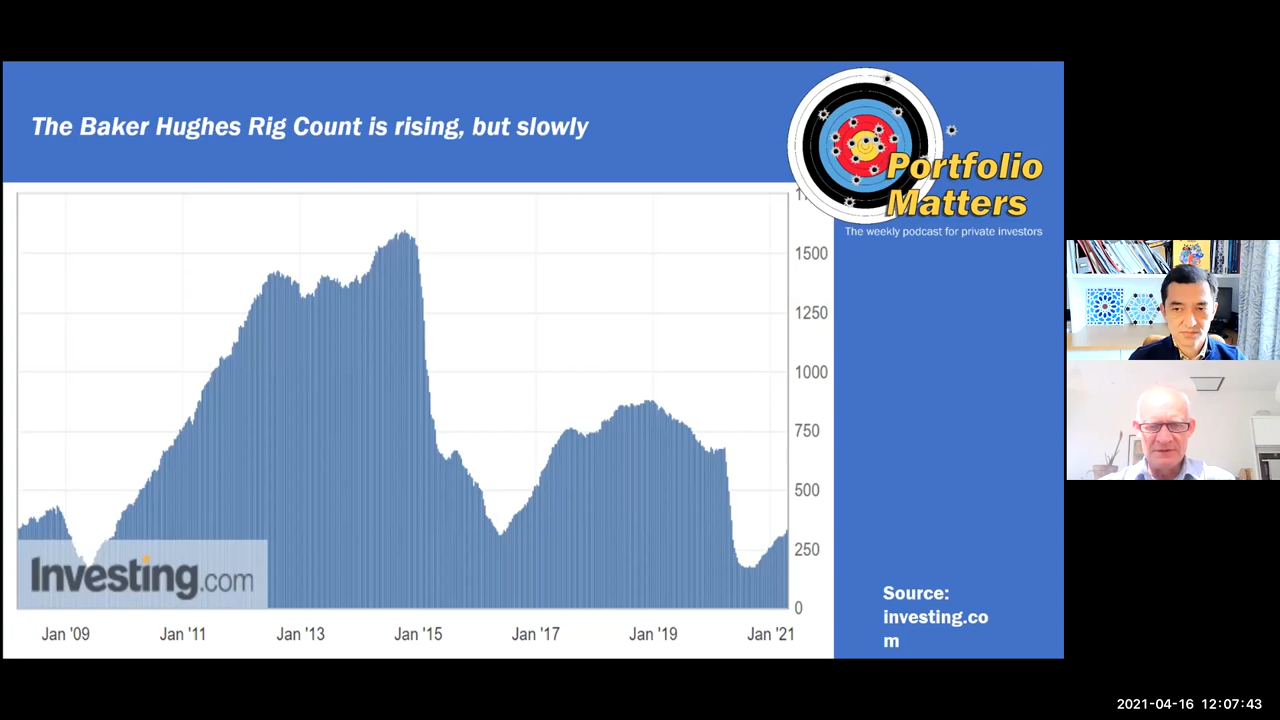 The Baker Hughes Rig Count is rising, but slowly
Portfolio
Matters
The weekly podcast for private investors
1500
1250
1000
750
500
250
0
Investing.com
Jan '09
Jan '11
Jan '13
Jan '15
Jan '17
Jan '19
Jan '21
Source:
investing.co
m
2021-04-16 12:07:43